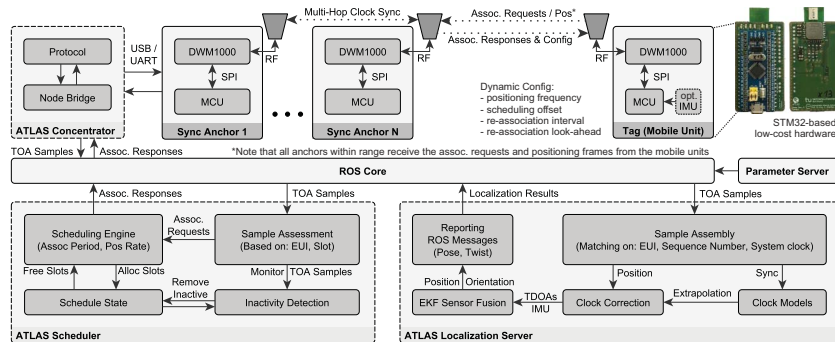 Multi-Hop Clock Sync
Assoc. Requests / Pos*
Assoc. Responses & Config
Protocol
Node Bridge
ATLAS Concentrator
USB /
UART
DWM1000
SPI
MCU
Sync Anchor 1
RF
DWM1000
SPI
MCU
Sync Anchor N
RF
Dynamic Config:
- positioning frequency
- scheduling offset
- re-association interval
- re-association look-ahead
RF
DWM1000
SPI
MCU
opt.
IMU
Tag (Mobile Unit)
STM32-based
low-cost hardware
TOA Samples
Assoc. Responses
*Note that all anchors within range receive the assoc. requests and positioning frames from the mobile units
ROS Core
Parameter Server
Assoc. Responses
TOA Samples
Localization Results
TOA Samples
Scheduling Engine
(Assoc Period, Pos Rate)
Assoc.
Requests
Sample Assessment
(Based on: EUI, Slot)
Free Slots
Alloc Slots
Remove
Inactive
Monitor
TOA Samples
Schedule State
Inactivity Detection
ATLAS Scheduler
Reporting
ROS Messages
(Pose, Twist)
Sample Assembly
(Matching on: EUI, Sequence Number, System clock)
Position
Orientation
Position
Sync
EKF Sensor Fusion
TDOAs
IMU
Clock Correction
Extrapolation
Clock Models
ATLAS Localization Server